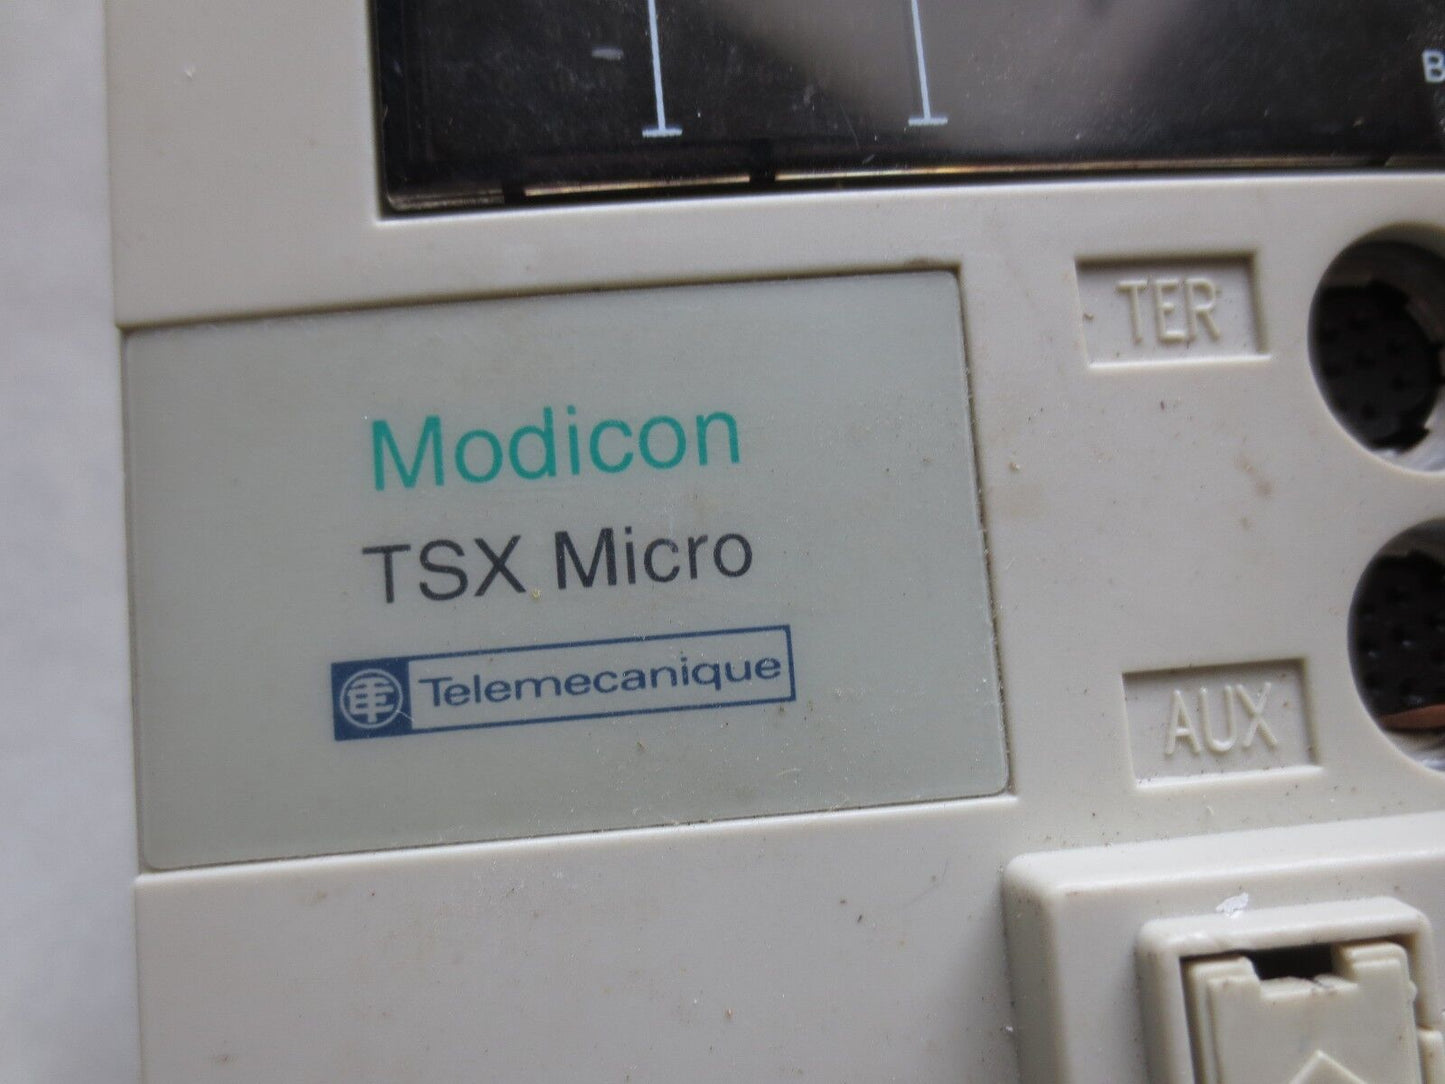 TER
Modicon
TSX Micro
Telemecanique
AUX